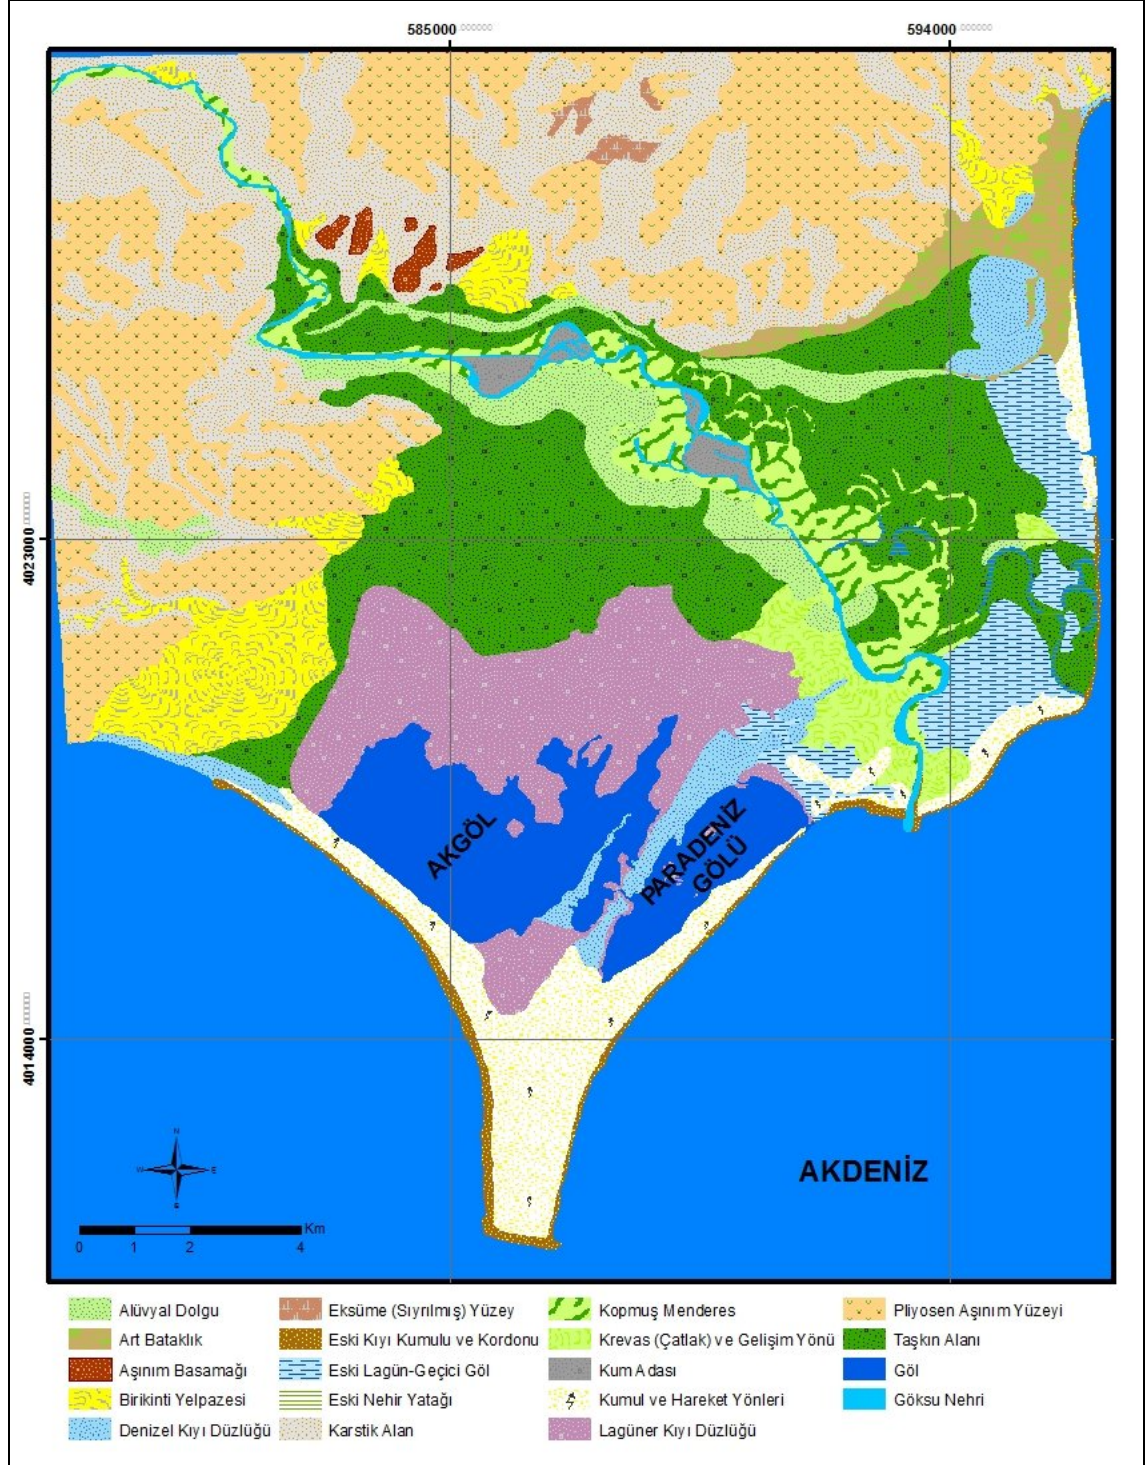 585000
594000
4023000
4014000
AKGÖL
PARADENİZ
GÖLÜ
AKDENİZ
N
W E
S
Km
0 1 2 4
Alüvyal Dolgu
Art Bataklık
Aşınım Basamağı
Birikinti Yelpazesi
Denizel Kıyı Düzlüğü
Eksüme (Sıyrılmış) Yüzey
Eski Kıyı Kumulu ve Kordonu
Eski Lagün-Geçici Göl
Eski Nehir Yatağı
Karstik Alan
Kopmuş Menderes
Krevas (Çatlak) ve Gelişim Yönü
Kum Adası
Kumul ve Hareket Yönleri
Lagüner Kıyı Düzlüğü
Pliyosen Aşınım Yüzeyi
Taşkın Alanı
Göl
Göksu Nehri